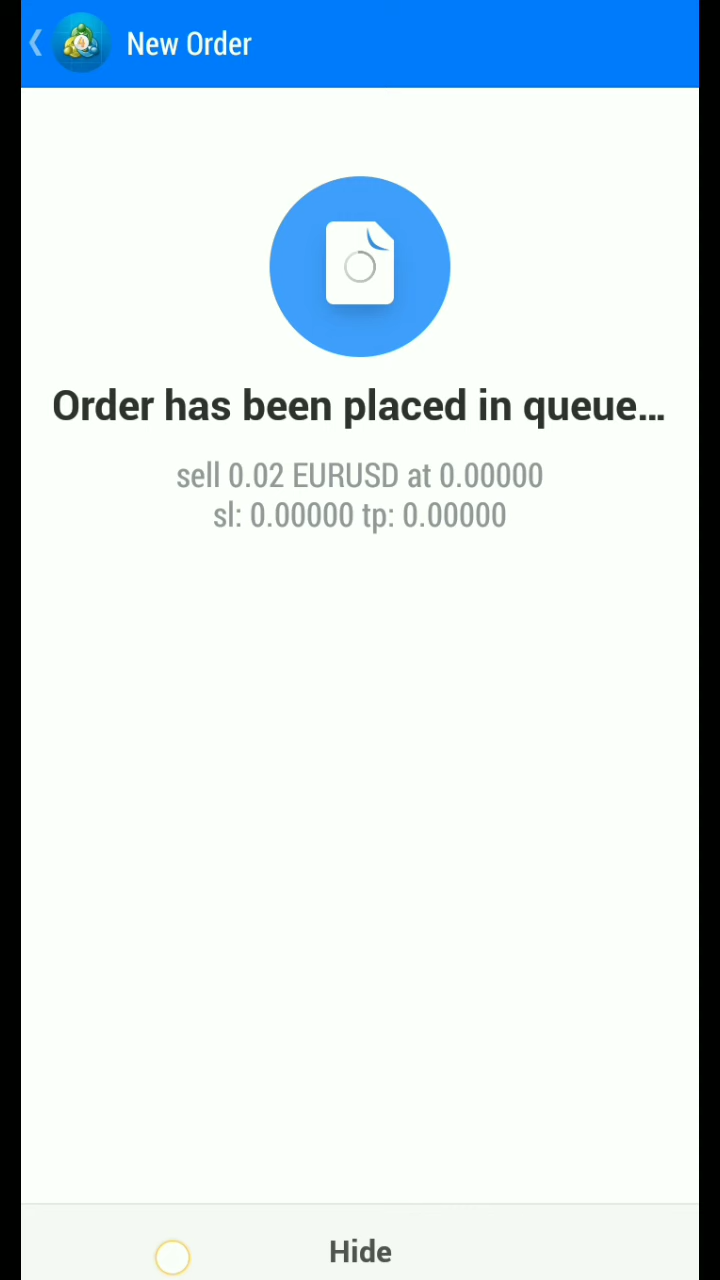 New Order
Order has been placed in queue...
sell 0.02 EURUSD at 0.00000
sl: 0.00000 tp: 0.00000
Hide